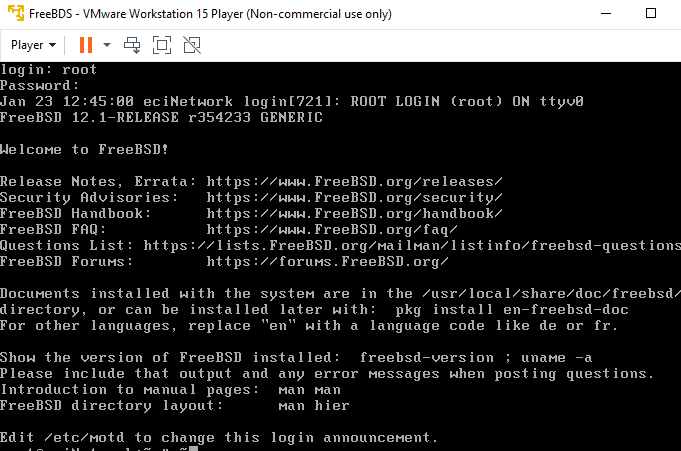 FreeBDS - VMware Workstation 15 Player (Non-commercial use only)
Player
login: root
Password:
Jan 23 12:45:00 eciNetwork login[721]: ROOT LOGIN (root) ON ttyv0
FreeBSD 12.1-RELEASE r354233 GENERIC
Welcome to FreeBSD!
Release Notes, Errata: https://www.FreeBSD.org/releases/
Security Advisories:   https://www.FreeBSD.org/security/
FreeBSD Handbook:      https://www.FreeBSD.org/handbook/
FreeBSD FAQ:           https://www.FreeBSD.org/faq/
Questions List: https://lists.FreeBSD.org/mailman/listinfo/freebsd-questions
FreeBSD Forums:        https://forums.FreeBSD.org/
Documents installed with the system are in the /usr/local/share/doc/freebsd/
directory, or can be installed later with:  pkg install en-freebsd-doc
For other languages, replace "en" with a language code like de or fr.
Show the version of FreeBSD installed:  freebsd-version ; uname -a
Please include that output and any error messages when posting questions.
Introduction to manual pages:  man man
FreeBSD directory layout:      man hier
Edit /etc/motd to change this login announcement.